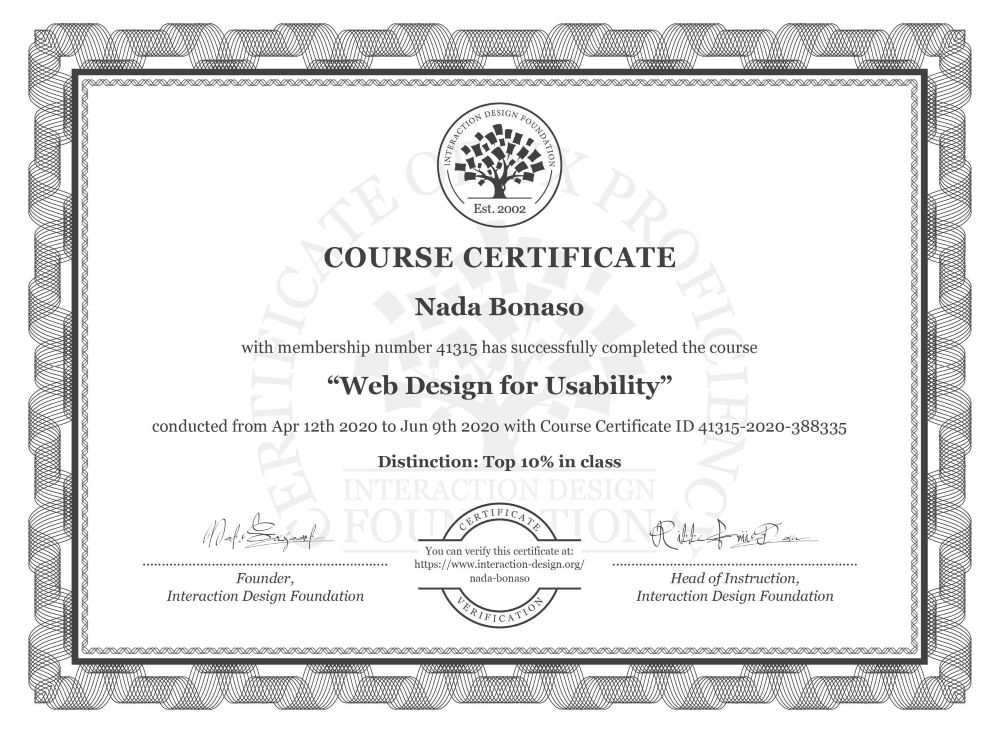 INTERACTION DESIGN FOUNDATION
Est. 2002
CERTIFICATE OF UX PROFICIENCY
COURSE CERTIFICATE
Nada Bonaso
with membership number 41315 has successfully completed the course
“Web Design for Usability”
conducted from Apr 12th 2020 to Jun 9th 2020 with Course Certificate ID 41315-2020-388335
Distinction: Top 10% in class
INTERACTION DESIGN
FOUNDATION
CERTIFICATE
You can verify this certificate at:
https://www.interaction-design.org/
nada-bonaso
VERIFICATION
Founder,
Interaction Design Foundation
Head of Instruction,
Interaction Design Foundation